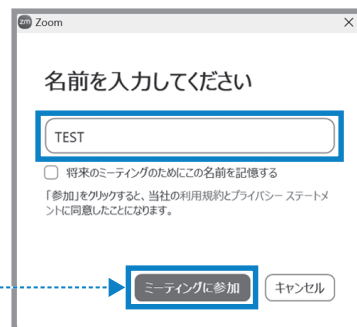 zm Zoom
名前を入力してください
TEST
将来のミーティングのためにこの名前を記憶する
「参加」をクリックすると、当社の利用規約とプライバシー ステートメ
ントに同意したことになります。
ミーティングに参加 キャンセル